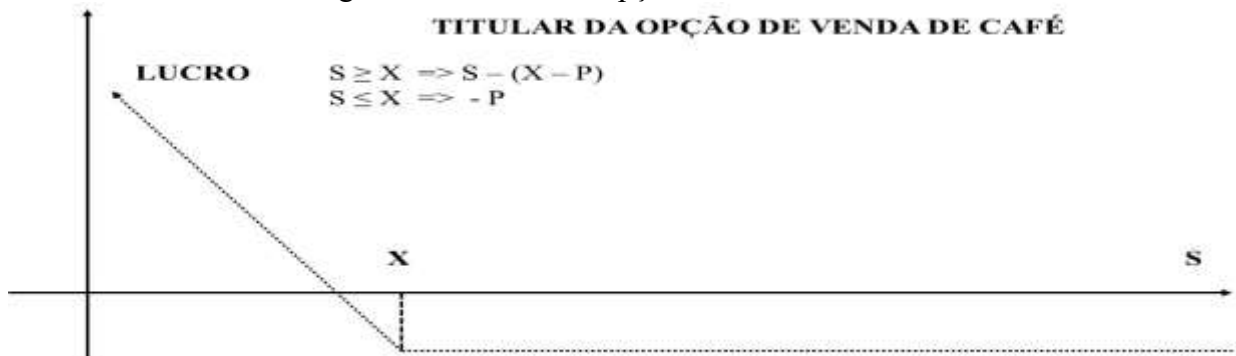 TITULAR DA OPÇÃO DE VENDA DE CAFÉ
LUCRO
S ≥ X => S – (X – P)
S ≤ X => - P
X
S